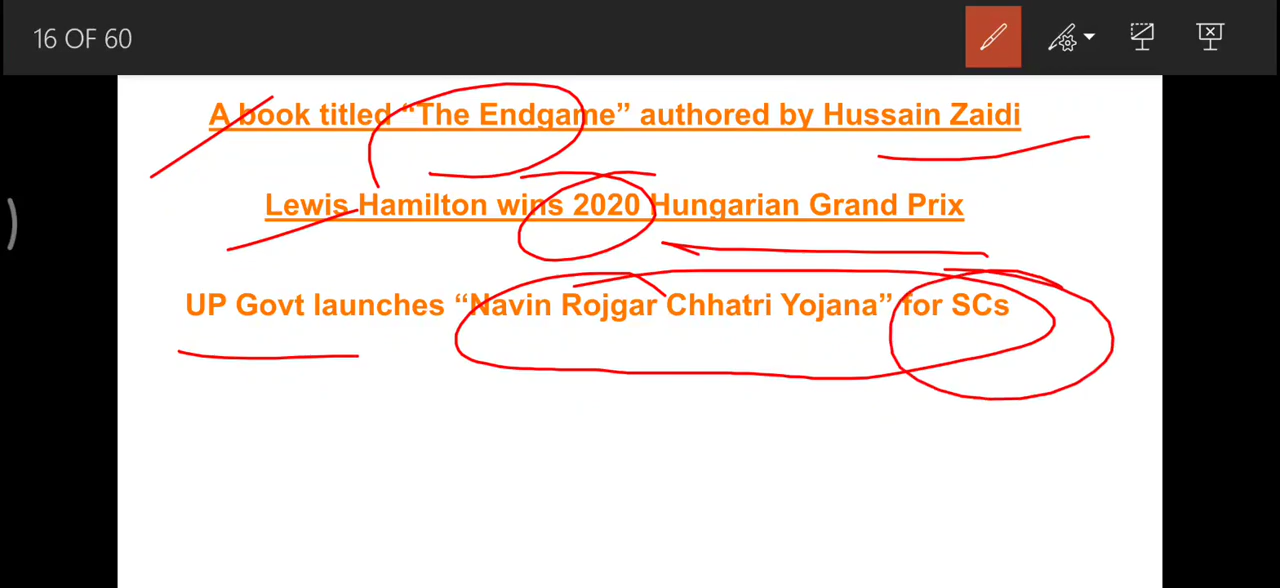 16 OF 60
A book titled “The Endgame” authored by Hussain Zaidi
Lewis Hamilton wins 2020 Hungarian Grand Prix
UP Govt launches “Navin Rojgar Chhatri Yojana” for SCs